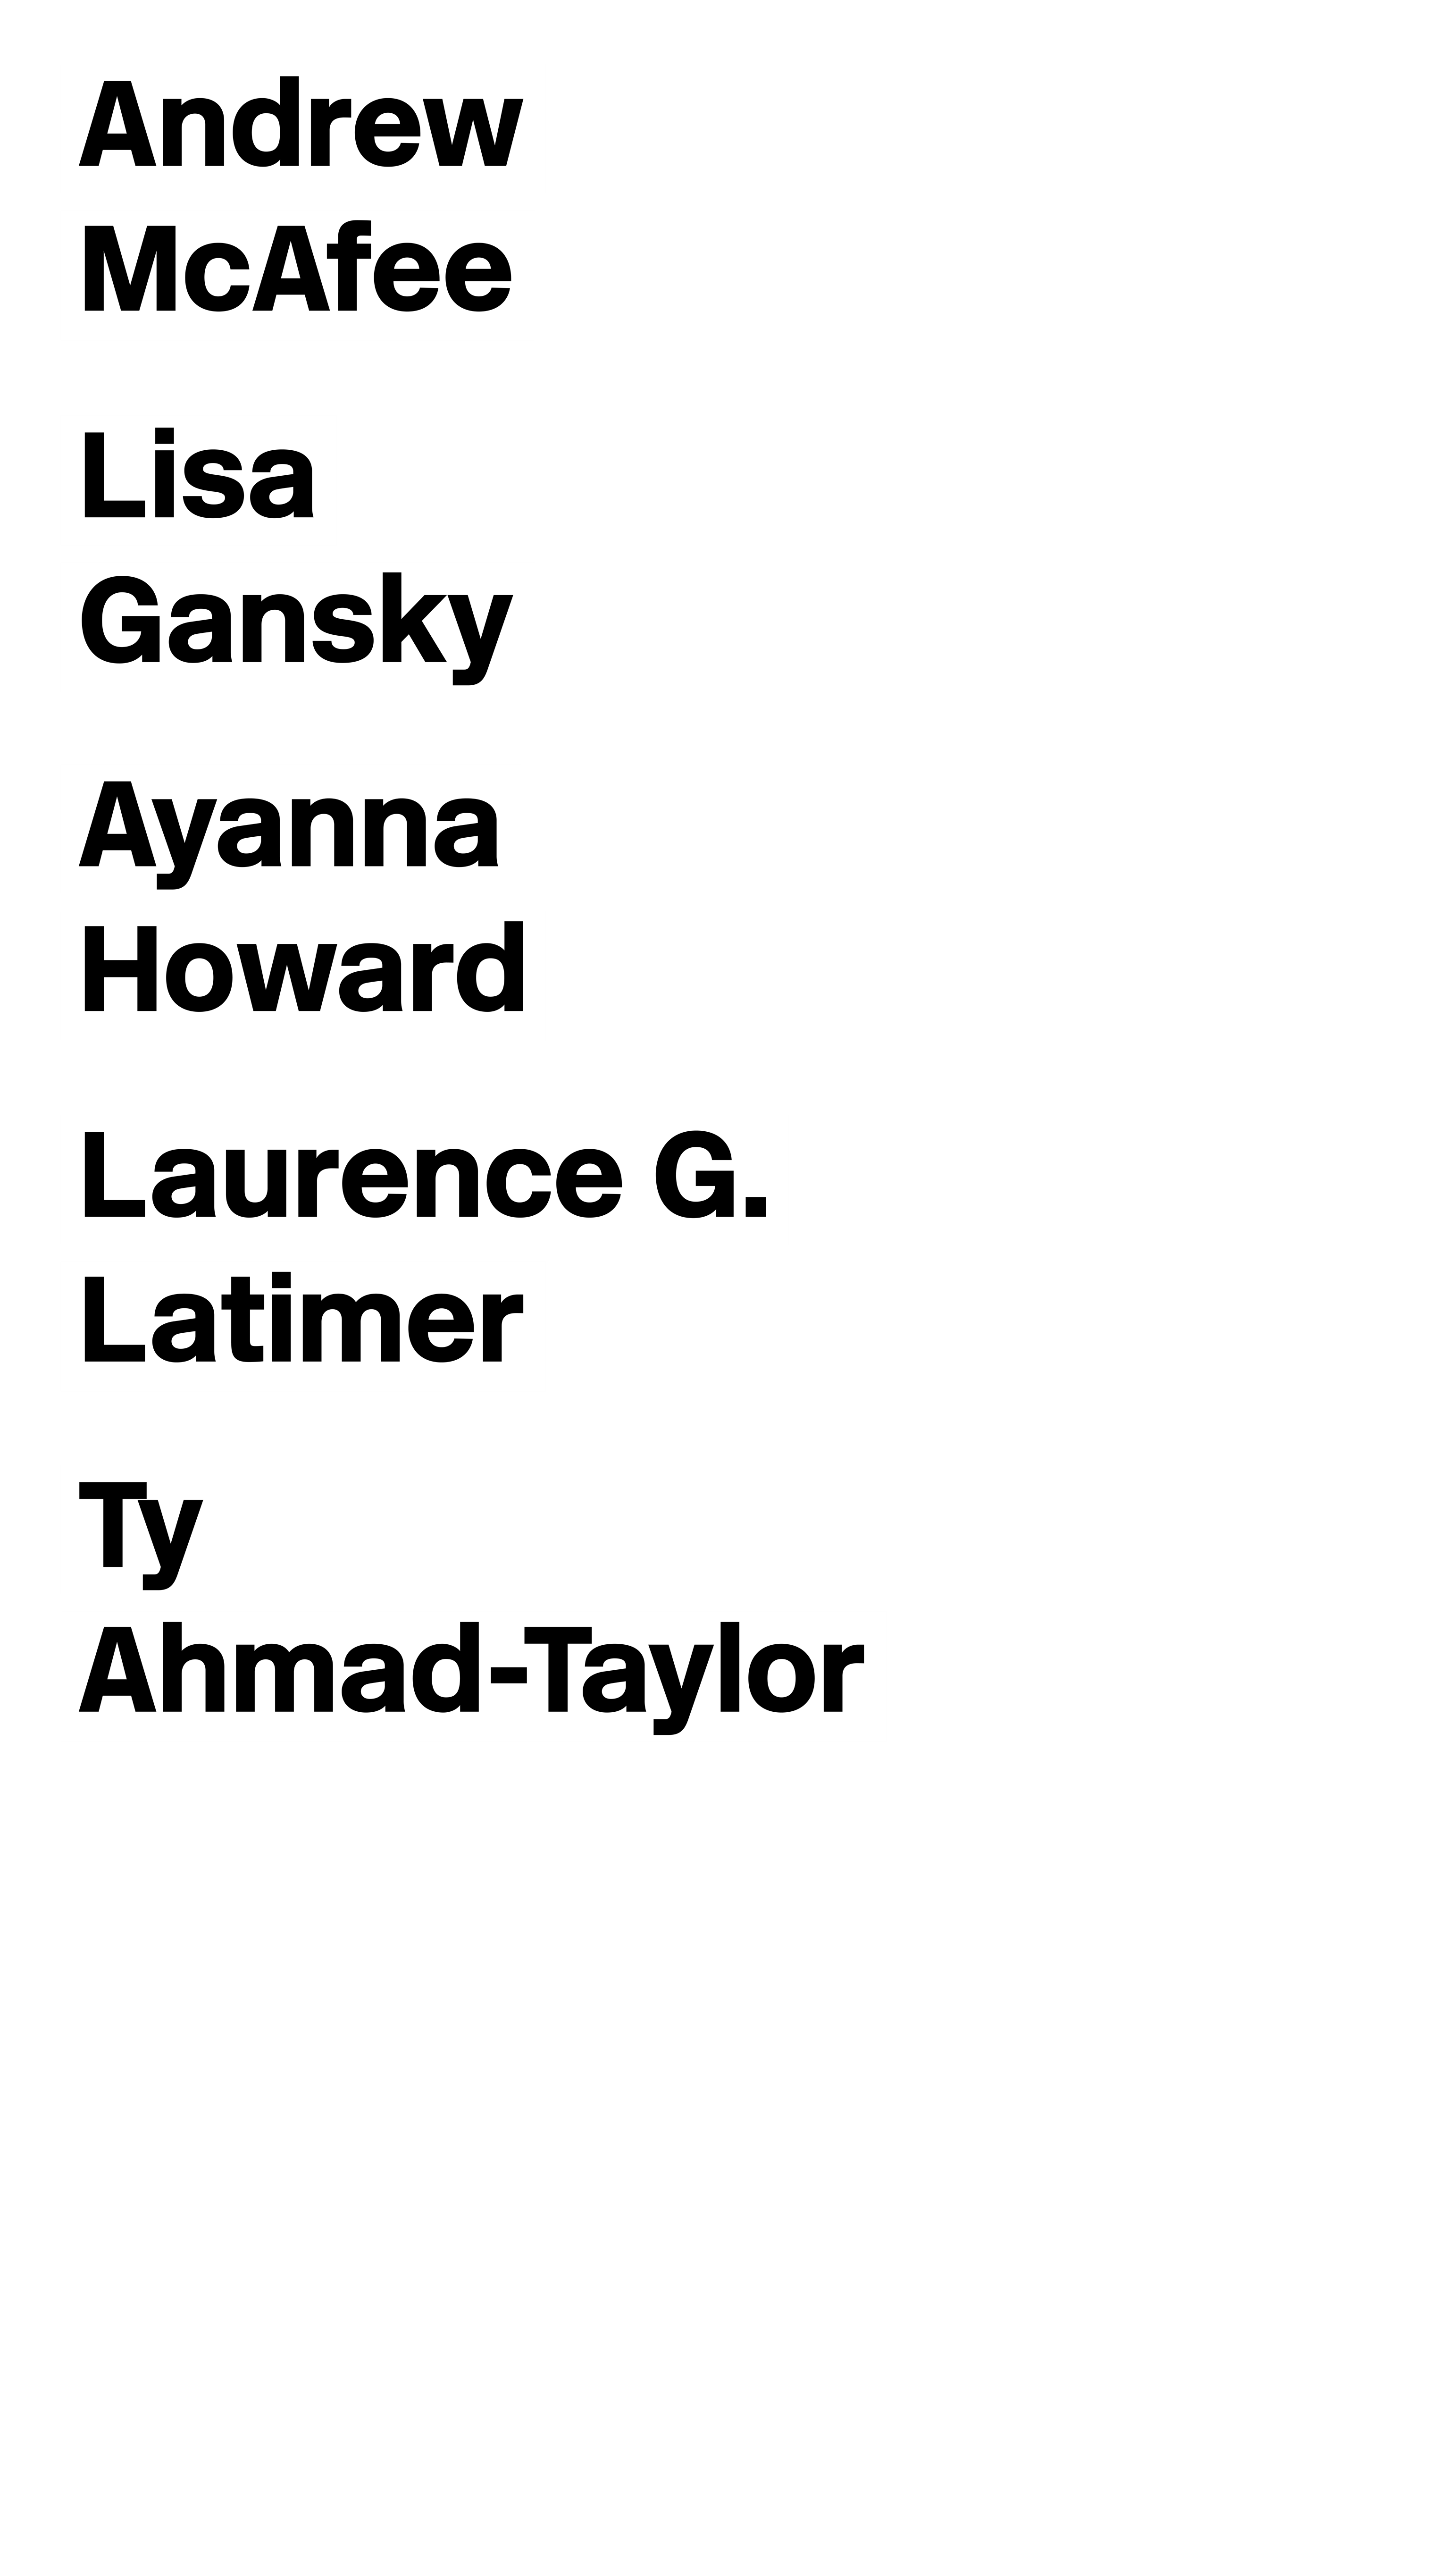 Andrew
McAfee
Lisa
Gansky
Ayanna
Howard
Laurence G.
Latimer
Ty
Ahmad-Taylor